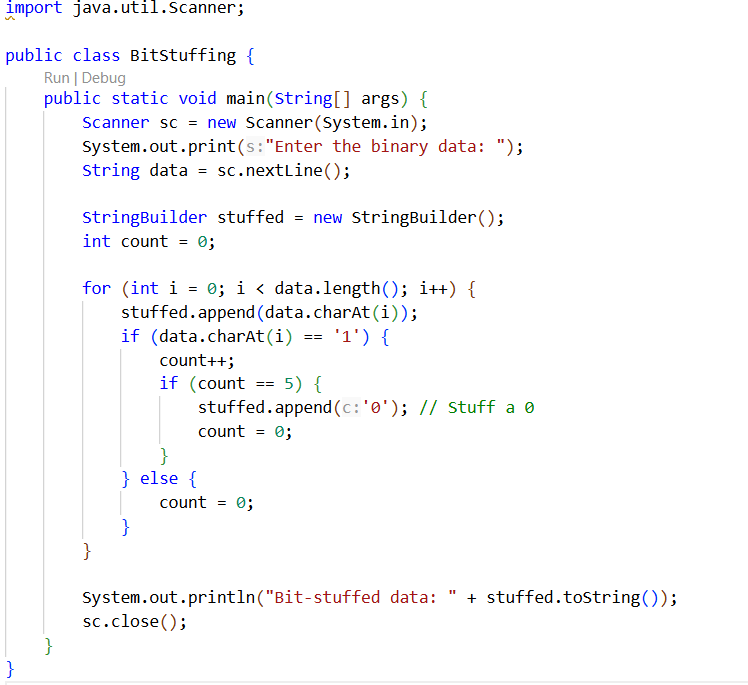 import java.util.Scanner;
public class BitStuffing {
Run | Debug
public static void main(String[] args) {
Scanner sc = new Scanner(System.in);
System.out.print(s:"Enter the binary data: ");
String data = sc.nextLine();
StringBuilder stuffed = new StringBuilder();
int count = 0;
for (int i = 0; i < data.length(); i++) {
stuffed.append(data.charAt(i));
if (data.charAt(i) == '1') {
count++;
if (count == 5) {
stuffed.append(c:'0'); // Stuff a 0
count = 0;
}
} else {
count = 0;
}
}
System.out.println("Bit-stuffed data: " + stuffed.toString());
sc.close();
}
}